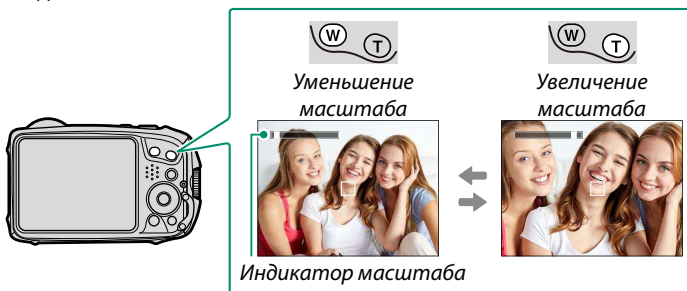 W T
W T
Уменьшение
масштаба
Увеличение
масштаба
Индикатор масштаба